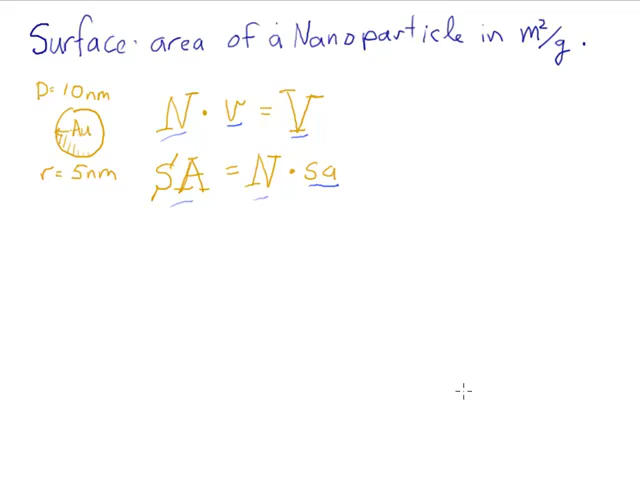 Surface area of a Nanoparticle in m²/g.
D=10nm
Au
r=5nm
N · v = V
SA = N · sa